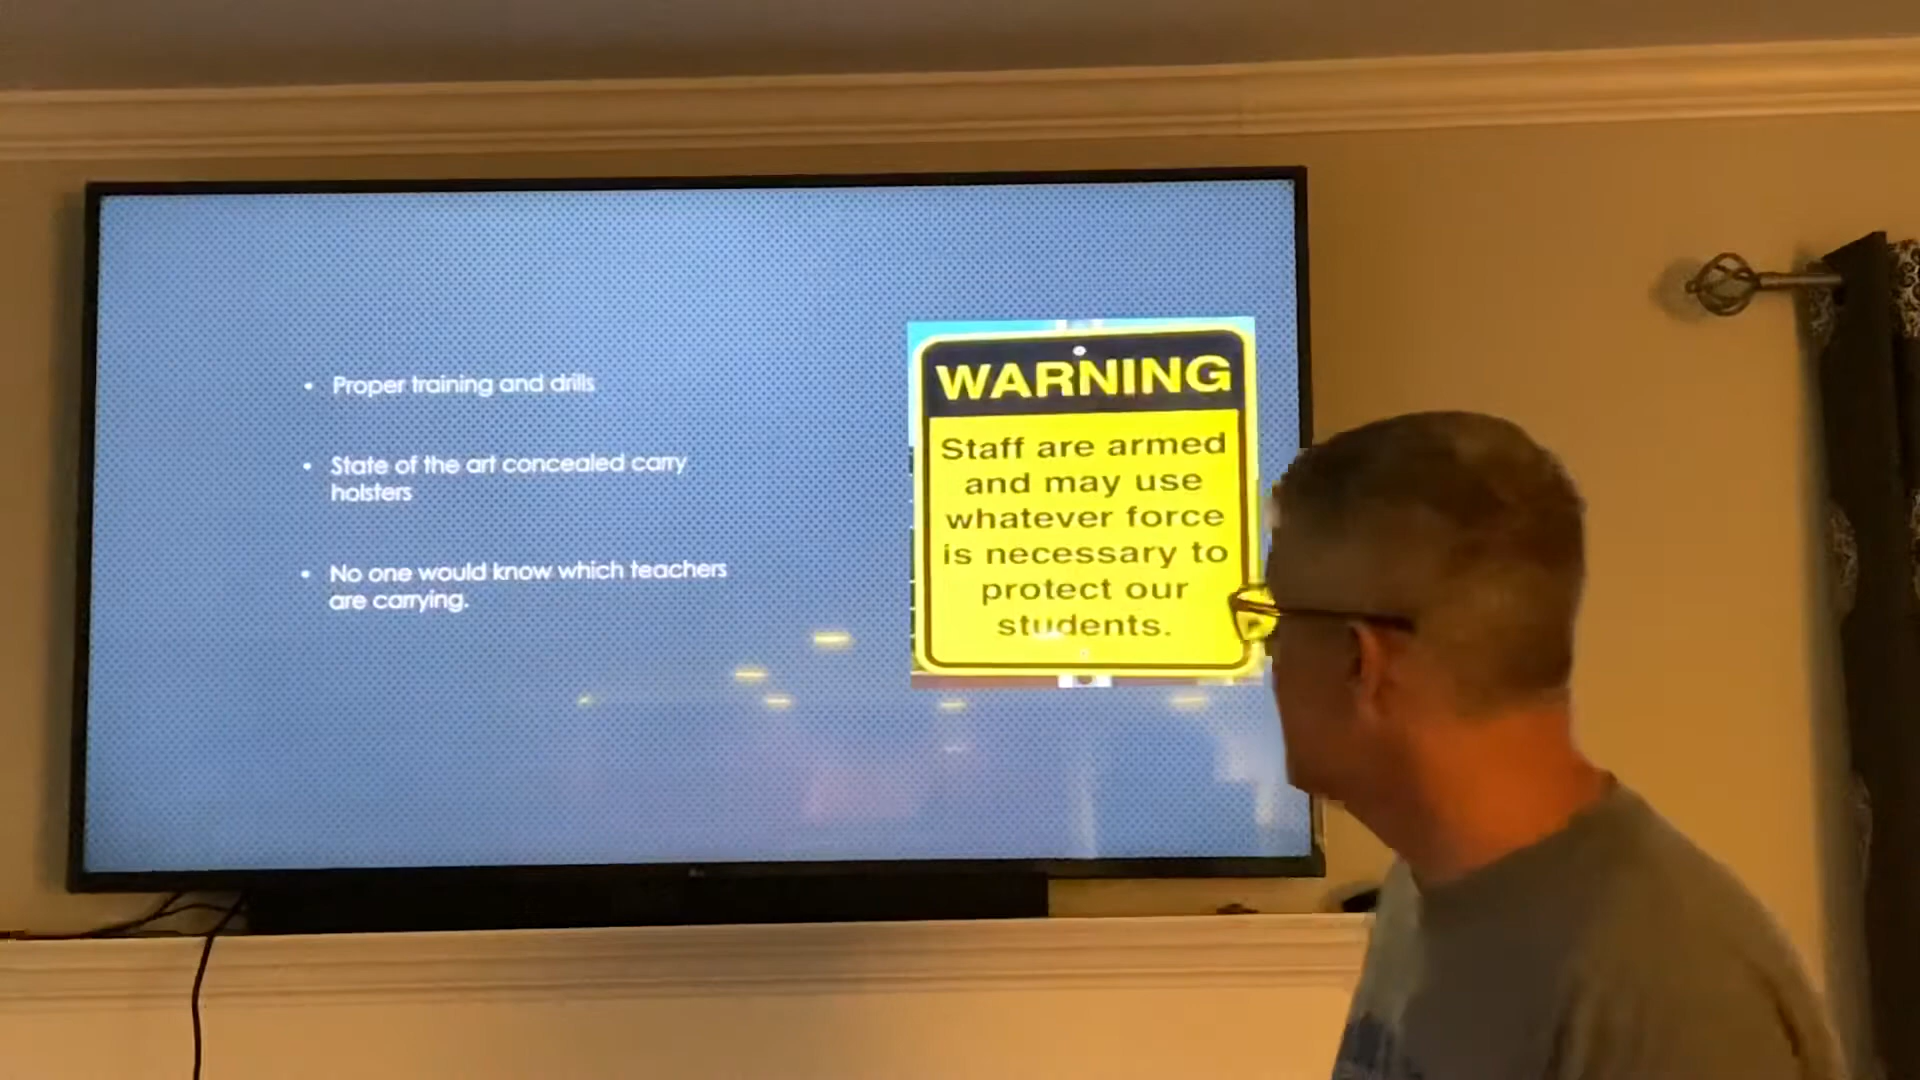 • Proper training and drills
• State of the art concealed carry
holsters
• No one would know which teachers
are carrying.
WARNING
Staff are armed
and may use
whatever force
is necessary to
protect our
students.